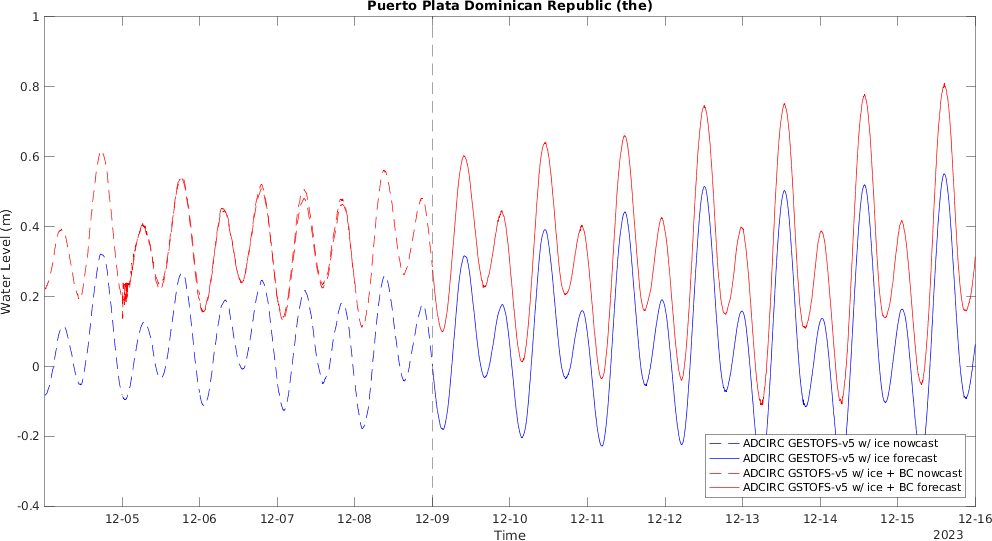 Puerto Plata Dominican Republic (the)
Water Level (m)
1
0.8
0.6
0.4
0.2
0
-0.2
-0.4
ADCIRC GESTOFS-v5 w/ ice nowcast
ADCIRC GESTOFS-v5 w/ ice forecast
ADCIRC GSTOFS-v5 w/ ice + BC nowcast
ADCIRC GSTOFS-v5 w/ ice + BC forecast
12-05 12-06 12-07 12-08 12-09 12-10 12-11 12-12 12-13 12-14 12-15 12-16
Time
2023